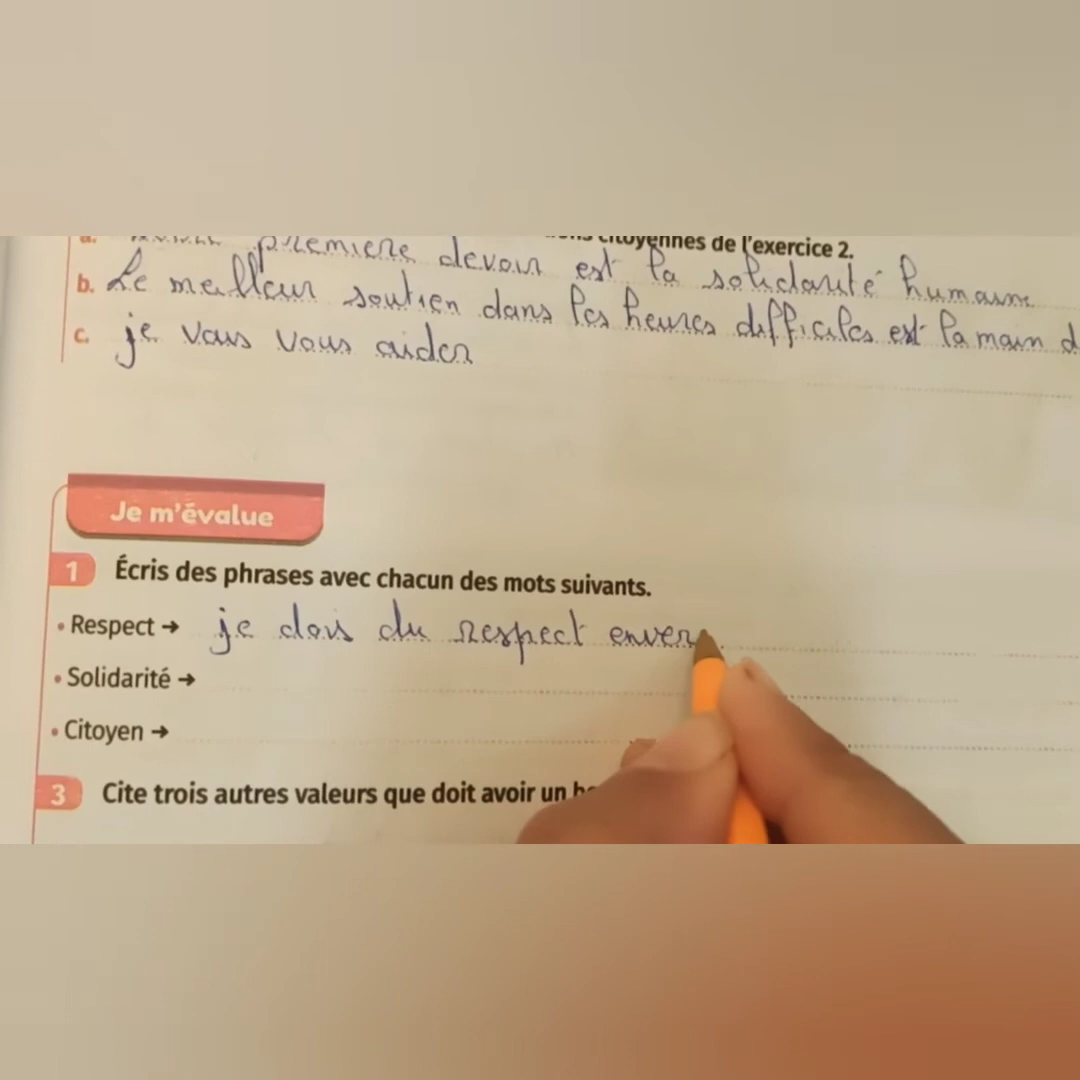 citoyennes de l'exercice 2.
a. premiere devoir est la solidarité humaine
b. Le meilleur soutien dans les heures difficiles est la main d
c. je vais vous aider
Je m'évalue
1 Écris des phrases avec chacun des mots suivants.
• Respect → je dois du respect enver
• Solidarité →
• Citoyen →
3 Cite trois autres valeurs que doit avoir un